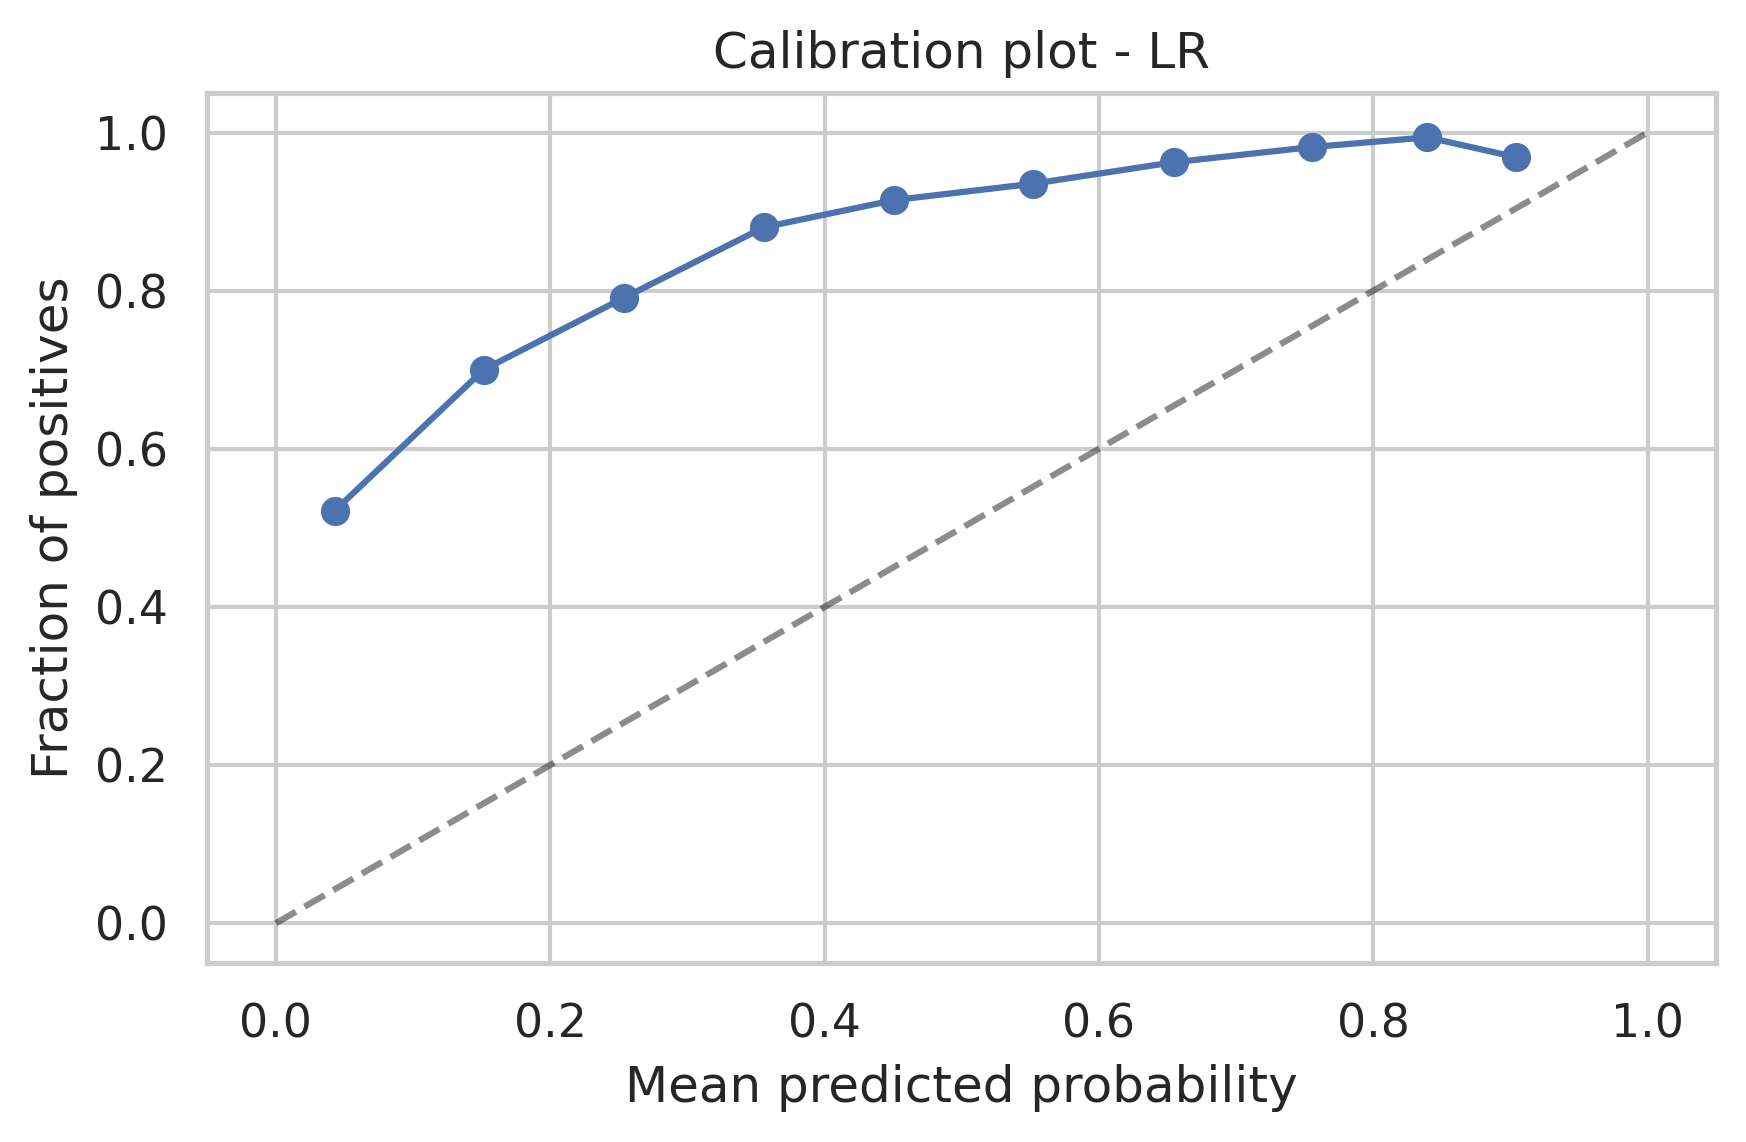 Calibration plot - LR
Fraction of positives
1.0
0.8
0.6
0.4
0.2
0.0
0.0 0.2 0.4 0.6 0.8 1.0
Mean predicted probability